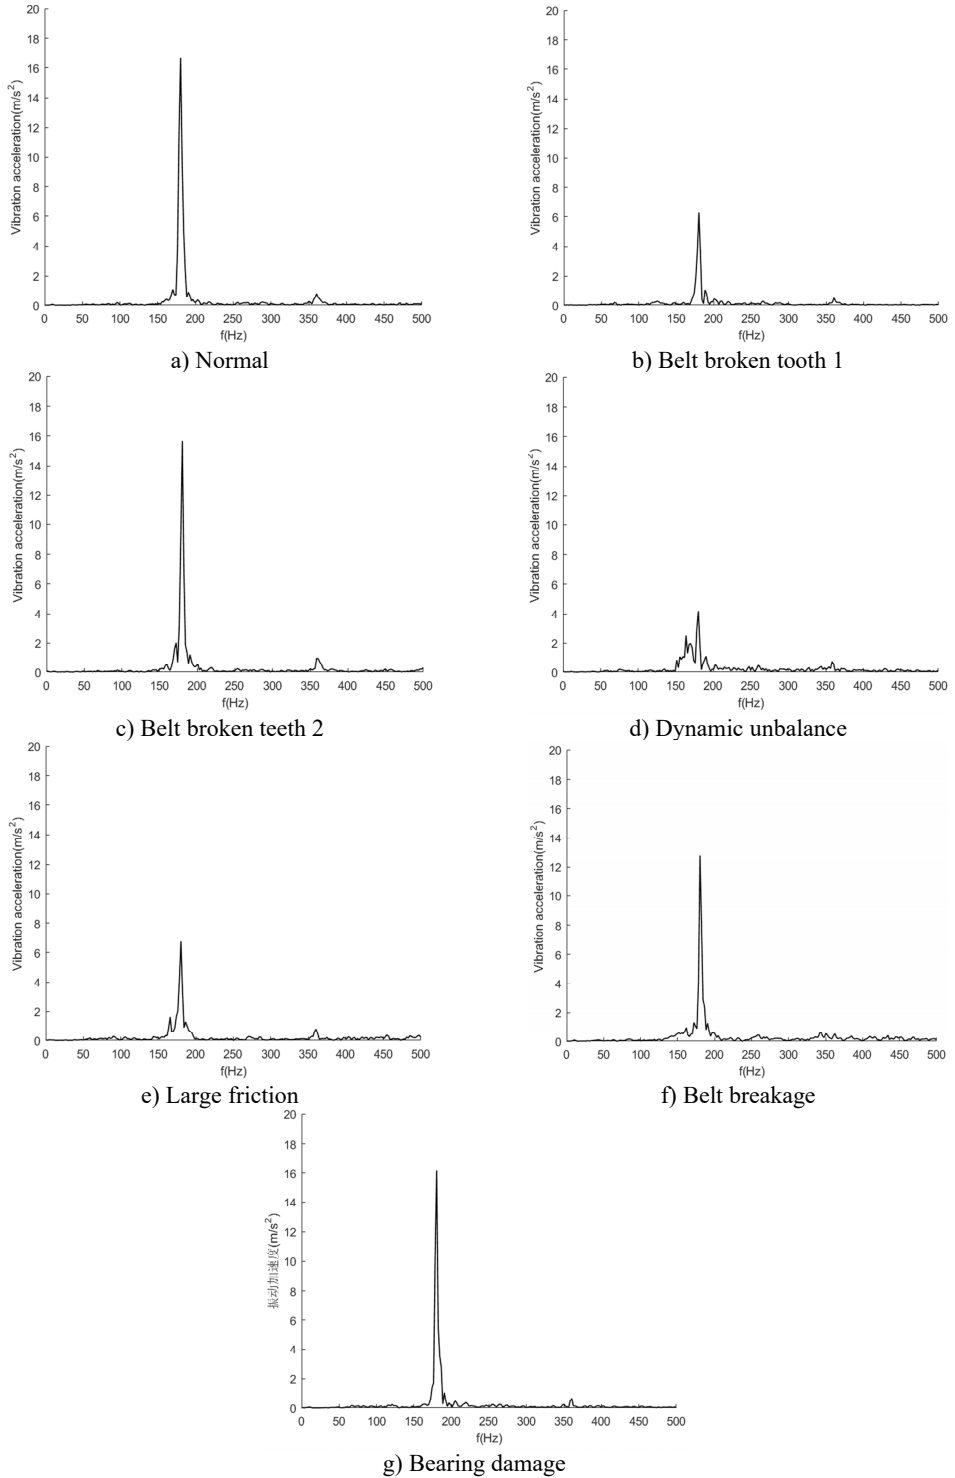 20
18
16
14
12
10
8
6
4
2
0
Vibration acceleration(m/s²)
0 50 100 150 200 250 300 350 400 450 500
f(Hz)
a) Normal
20
18
16
14
12
10
8
6
4
2
0
Vibration acceleration(m/s²)
0 50 100 150 200 250 300 350 400 450 500
f(Hz)
b) Belt broken tooth 1
20
18
16
14
12
10
8
6
4
2
0
Vibration acceleration(m/s²)
0 50 100 150 200 250 300 350 400 450 500
f(Hz)
c) Belt broken teeth 2
20
18
16
14
12
10
8
6
4
2
0
Vibration acceleration(m/s²)
0 50 100 150 200 250 300 350 400 450 500
f(Hz)
d) Dynamic unbalance
20
18
16
14
12
10
8
6
4
2
0
Vibration acceleration(m/s²)
0 50 100 150 200 250 300 350 400 450 500
f(Hz)
e) Large friction
20
18
16
14
12
10
8
6
4
2
0
Vibration acceleration(m/s²)
0 50 100 150 200 250 300 350 400 450 500
f(Hz)
f) Belt breakage
20
18
16
14
12
10
8
6
4
2
0
振动加速度(m/s²)
0 50 100 150 200 250 300 350 400 450 500
f(Hz)
g) Bearing damage